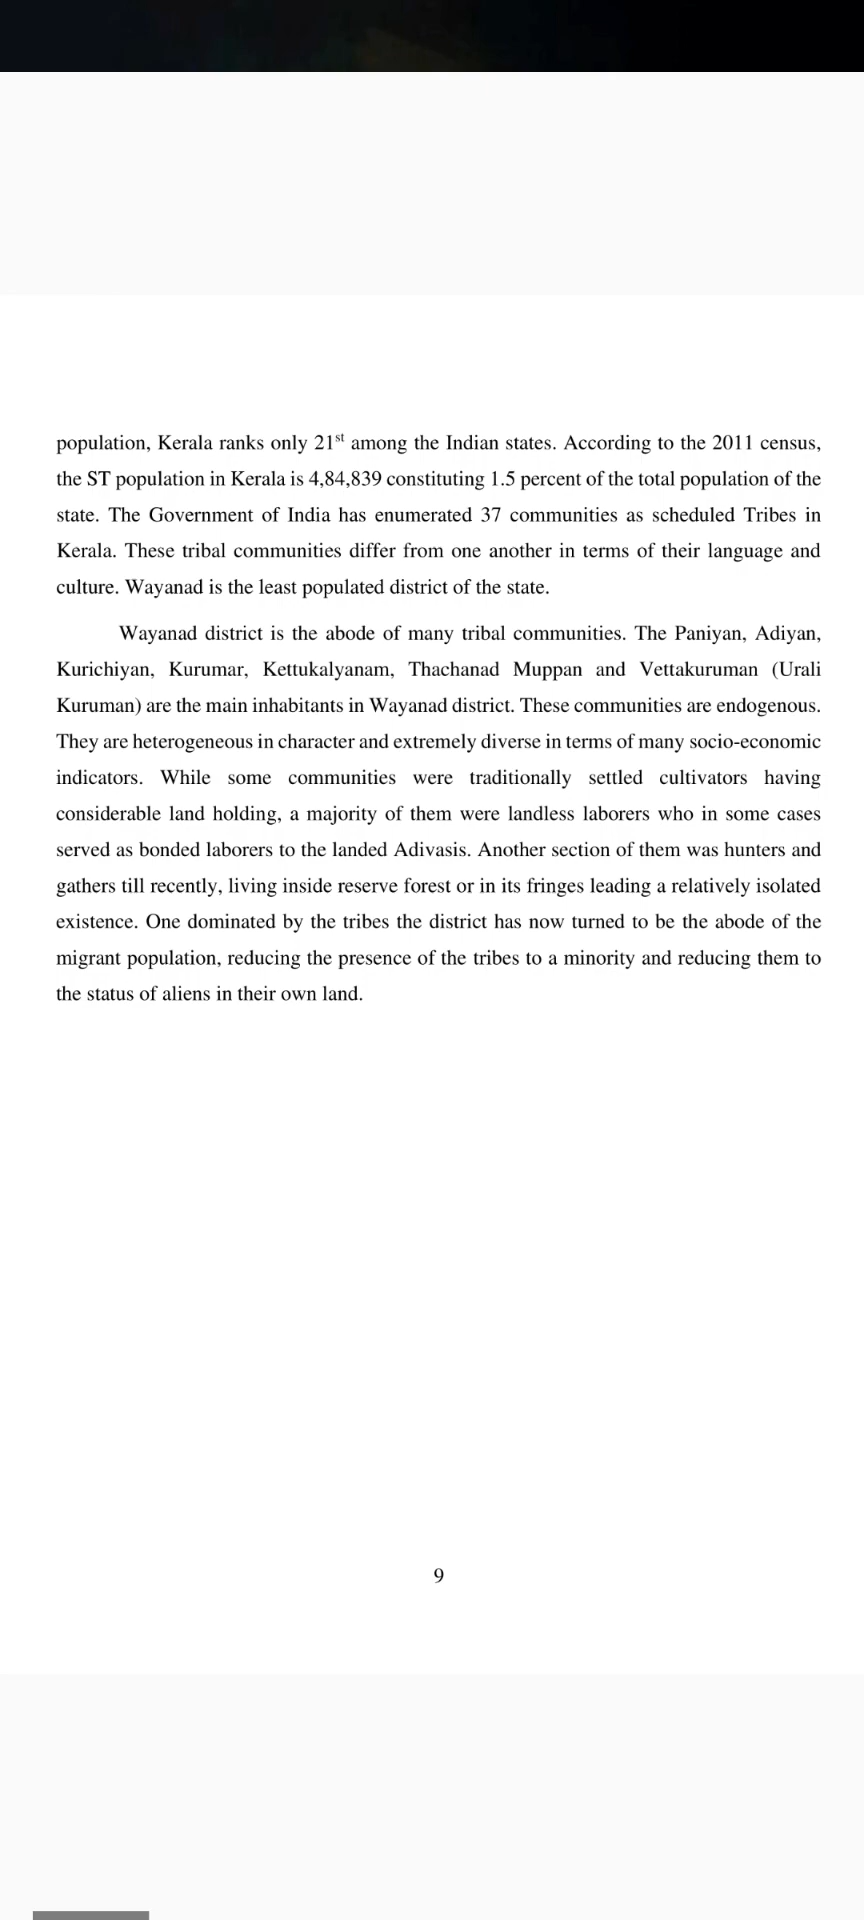 population, Kerala ranks only 21st among the Indian states. According to the 2011 census,
the ST population in Kerala is 4,84,839 constituting 1.5 percent of the total population of the
state. The Government of India has enumerated 37 communities as scheduled Tribes in
Kerala. These tribal communities differ from one another in terms of their language and
culture. Wayanad is the least populated district of the state.
Wayanad district is the abode of many tribal communities. The Paniyan, Adiyan,
Kurichiyan, Kurumar, Kettukalyanam, Thachanad Muppan and Vettakuruman (Urali
Kuruman) are the main inhabitants in Wayanad district. These communities are endogenous.
They are heterogeneous in character and extremely diverse in terms of many socio-economic
indicators. While some communities were traditionally settled cultivators having
considerable land holding, a majority of them were landless laborers who in some cases
served as bonded laborers to the landed Adivasis. Another section of them was hunters and
gathers till recently, living inside reserve forest or in its fringes leading a relatively isolated
existence. One dominated by the tribes the district has now turned to be the abode of the
migrant population, reducing the presence of the tribes to a minority and reducing them to
the status of aliens in their own land.
9